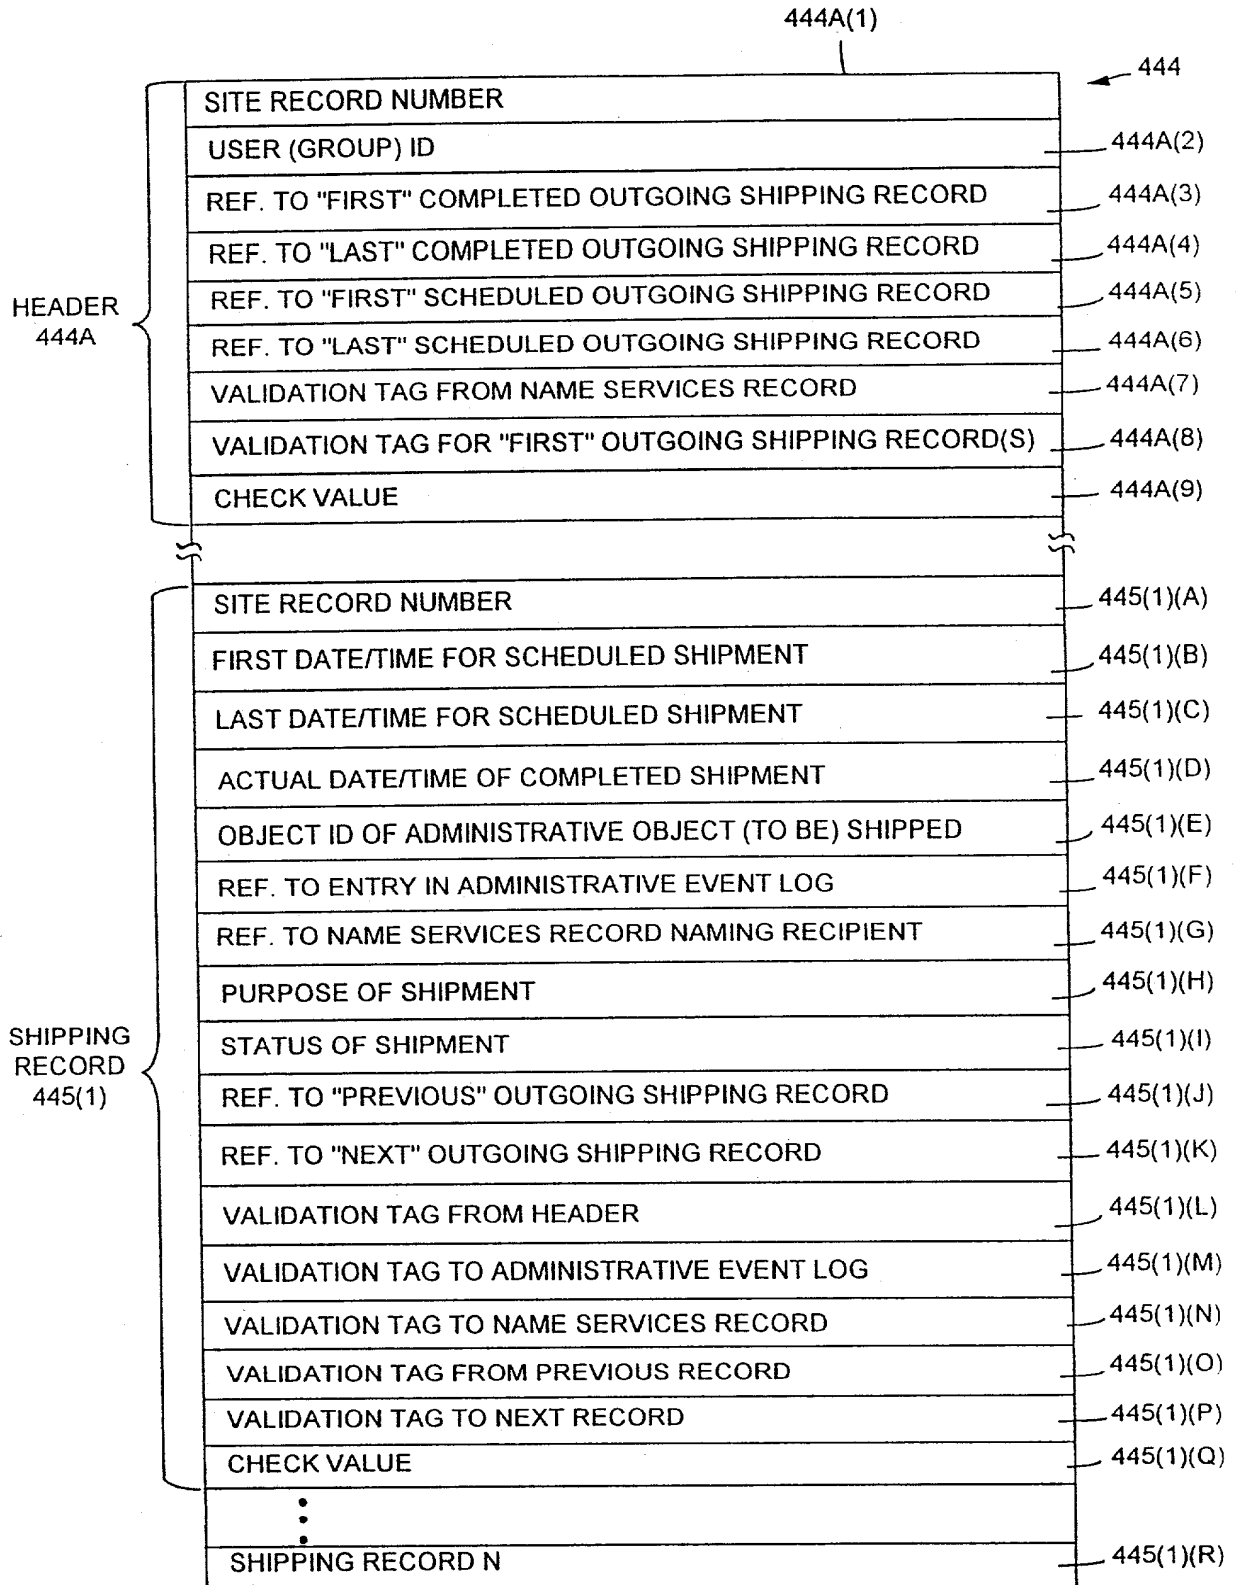 444A(1)
444
SITE RECORD NUMBER
USER (GROUP) ID 444A(2)
REF. TO "FIRST" COMPLETED OUTGOING SHIPPING RECORD 444A(3)
REF. TO "LAST" COMPLETED OUTGOING SHIPPING RECORD 444A(4)
REF. TO "FIRST" SCHEDULED OUTGOING SHIPPING RECORD 444A(5)
HEADER
444A
REF. TO "LAST" SCHEDULED OUTGOING SHIPPING RECORD 444A(6)
VALIDATION TAG FROM NAME SERVICES RECORD 444A(7)
VALIDATION TAG FOR "FIRST" OUTGOING SHIPPING RECORD(S) 444A(8)
CHECK VALUE 444A(9)
SITE RECORD NUMBER 445(1)(A)
FIRST DATE/TIME FOR SCHEDULED SHIPMENT 445(1)(B)
LAST DATE/TIME FOR SCHEDULED SHIPMENT 445(1)(C)
ACTUAL DATE/TIME OF COMPLETED SHIPMENT 445(1)(D)
OBJECT ID OF ADMINISTRATIVE OBJECT (TO BE) SHIPPED 445(1)(E)
REF. TO ENTRY IN ADMINISTRATIVE EVENT LOG 445(1)(F)
REF. TO NAME SERVICES RECORD NAMING RECIPIENT 445(1)(G)
PURPOSE OF SHIPMENT 445(1)(H)
STATUS OF SHIPMENT 445(1)(I)
SHIPPING
RECORD
445(1)
REF. TO "PREVIOUS" OUTGOING SHIPPING RECORD 445(1)(J)
REF. TO "NEXT" OUTGOING SHIPPING RECORD 445(1)(K)
VALIDATION TAG FROM HEADER 445(1)(L)
VALIDATION TAG TO ADMINISTRATIVE EVENT LOG 445(1)(M)
VALIDATION TAG TO NAME SERVICES RECORD 445(1)(N)
VALIDATION TAG FROM PREVIOUS RECORD 445(1)(O)
VALIDATION TAG TO NEXT RECORD 445(1)(P)
CHECK VALUE 445(1)(Q)
SHIPPING RECORD N 445(1)(R)